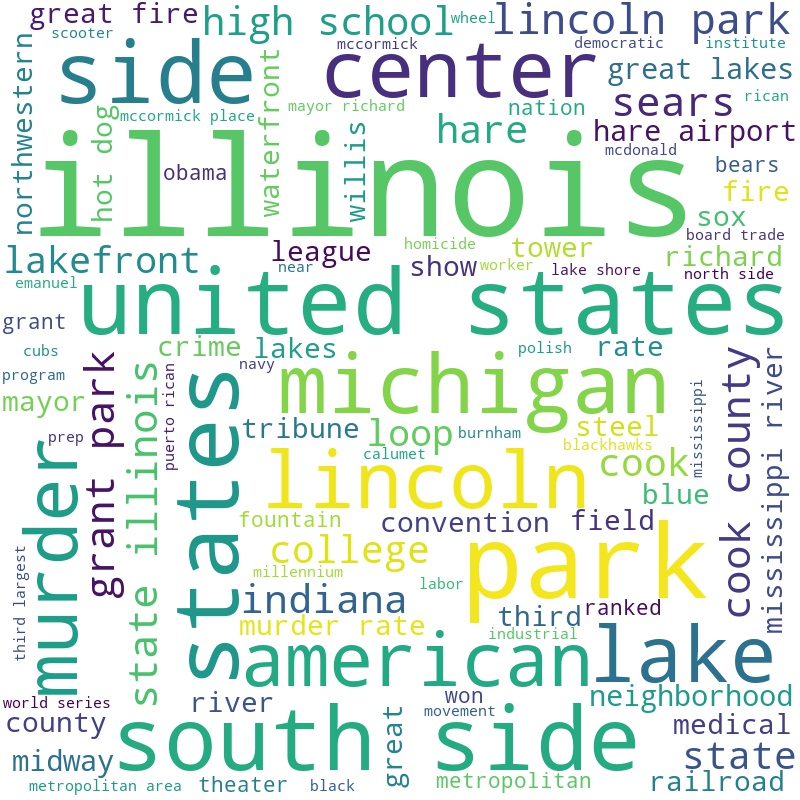 great fire
high school
wheel
lincoln park
scooter
side
mccormick
center
democratic
institute
great lakes
northwestern
mccormick place
hot dog
waterfront
mayor richard
nation
sears
rican
hare
hare airport
willis
obama
mcdonald
bears
illinois
fire
sox
board trade
lakefront
league
homicide
tower
richard
near
show
worker
lake shore
north side
emanuel
united states
grant
crime
lakes
polish
rate
cubs
program
mayor
grant park
state illinois
puerto rican
states
navy
michigan
mississippi
cook county
mississippi river
prep
murder
tribune
loop
burnham
steel
blackhawks
calumet
cook
lincoln
blue
fountain
convention
field
college
park
millennium
labor
indiana
third
ranked
third largest
murder rate
industrial
american
lake
world series
river
won
neighborhood
county
south side
movement
great
medical
midway
state
metropolitan area
theater
black
metropolitan
railroad